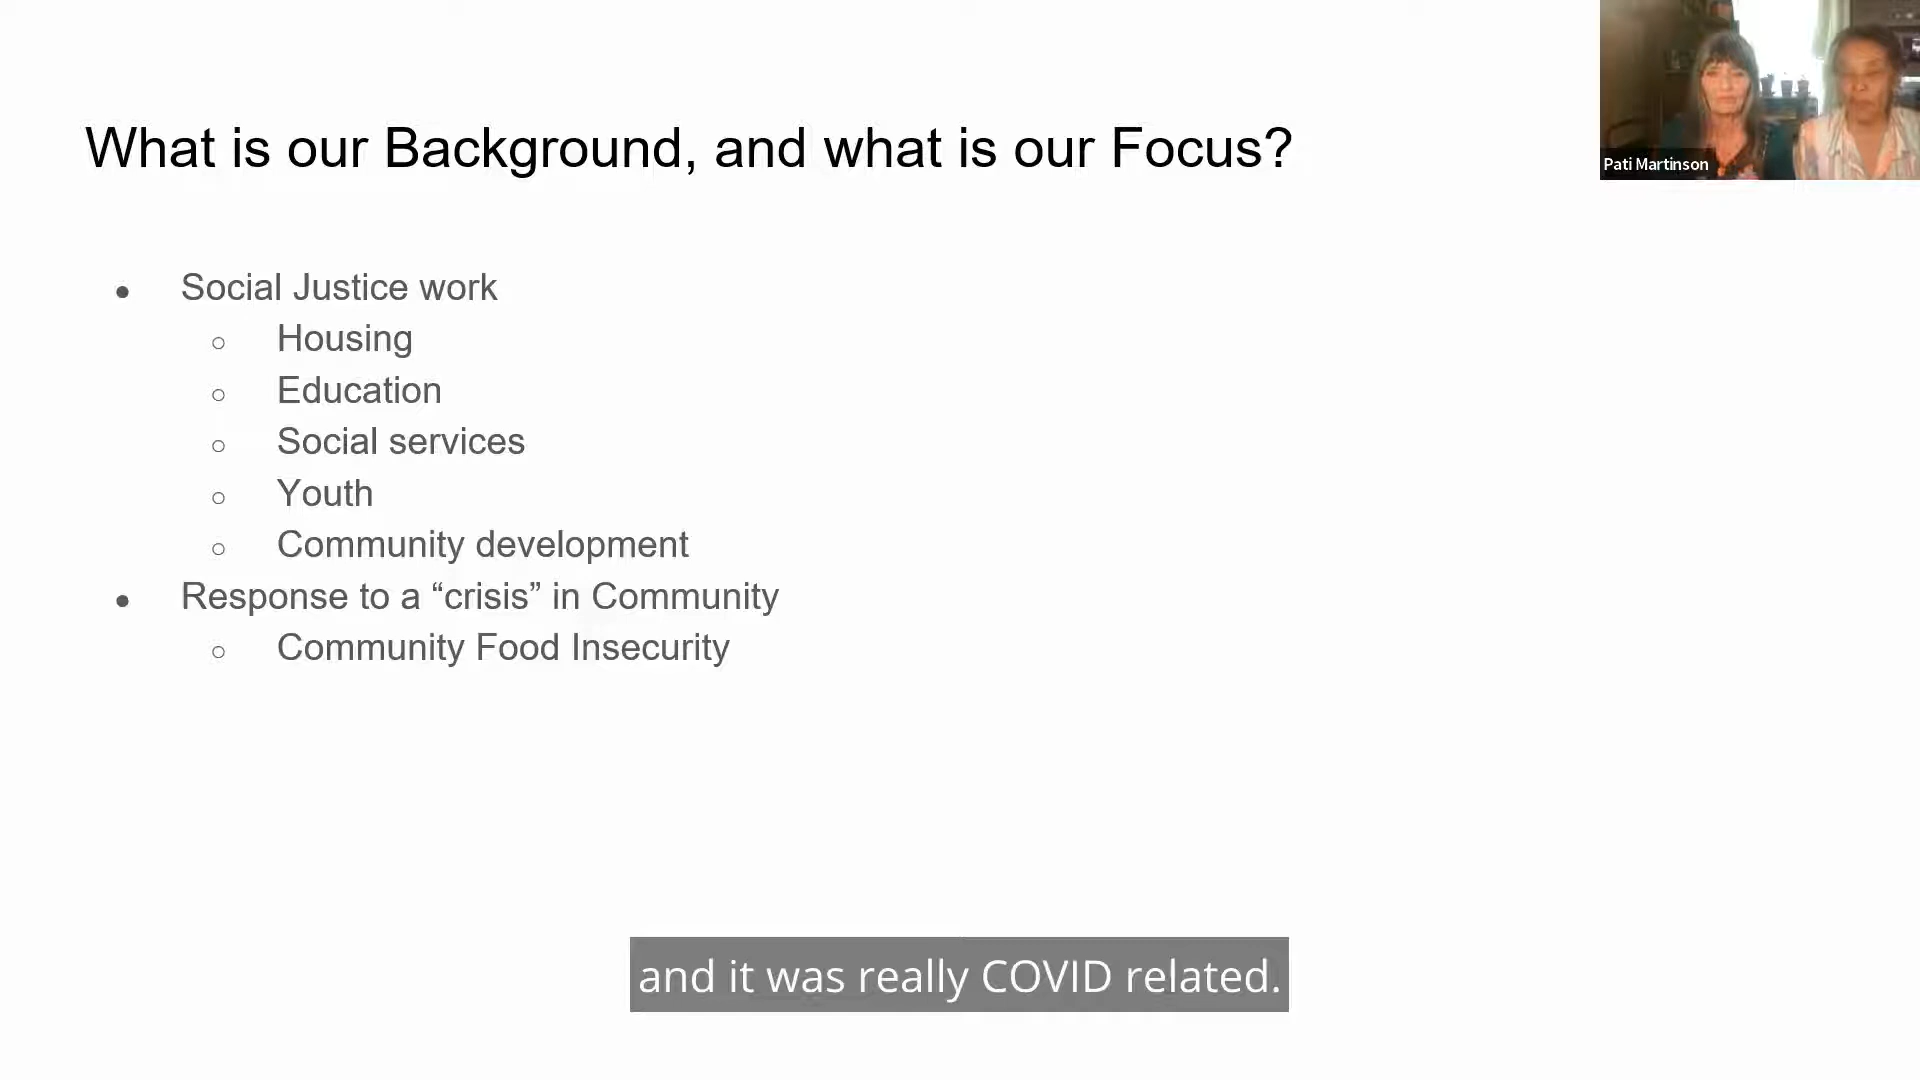 Pati Martinson
What is our Background, and what is our Focus?
● Social Justice work
○ Housing
○ Education
○ Social services
○ Youth
○ Community development
● Response to a “crisis” in Community
○ Community Food Insecurity
and it was really COVID related.